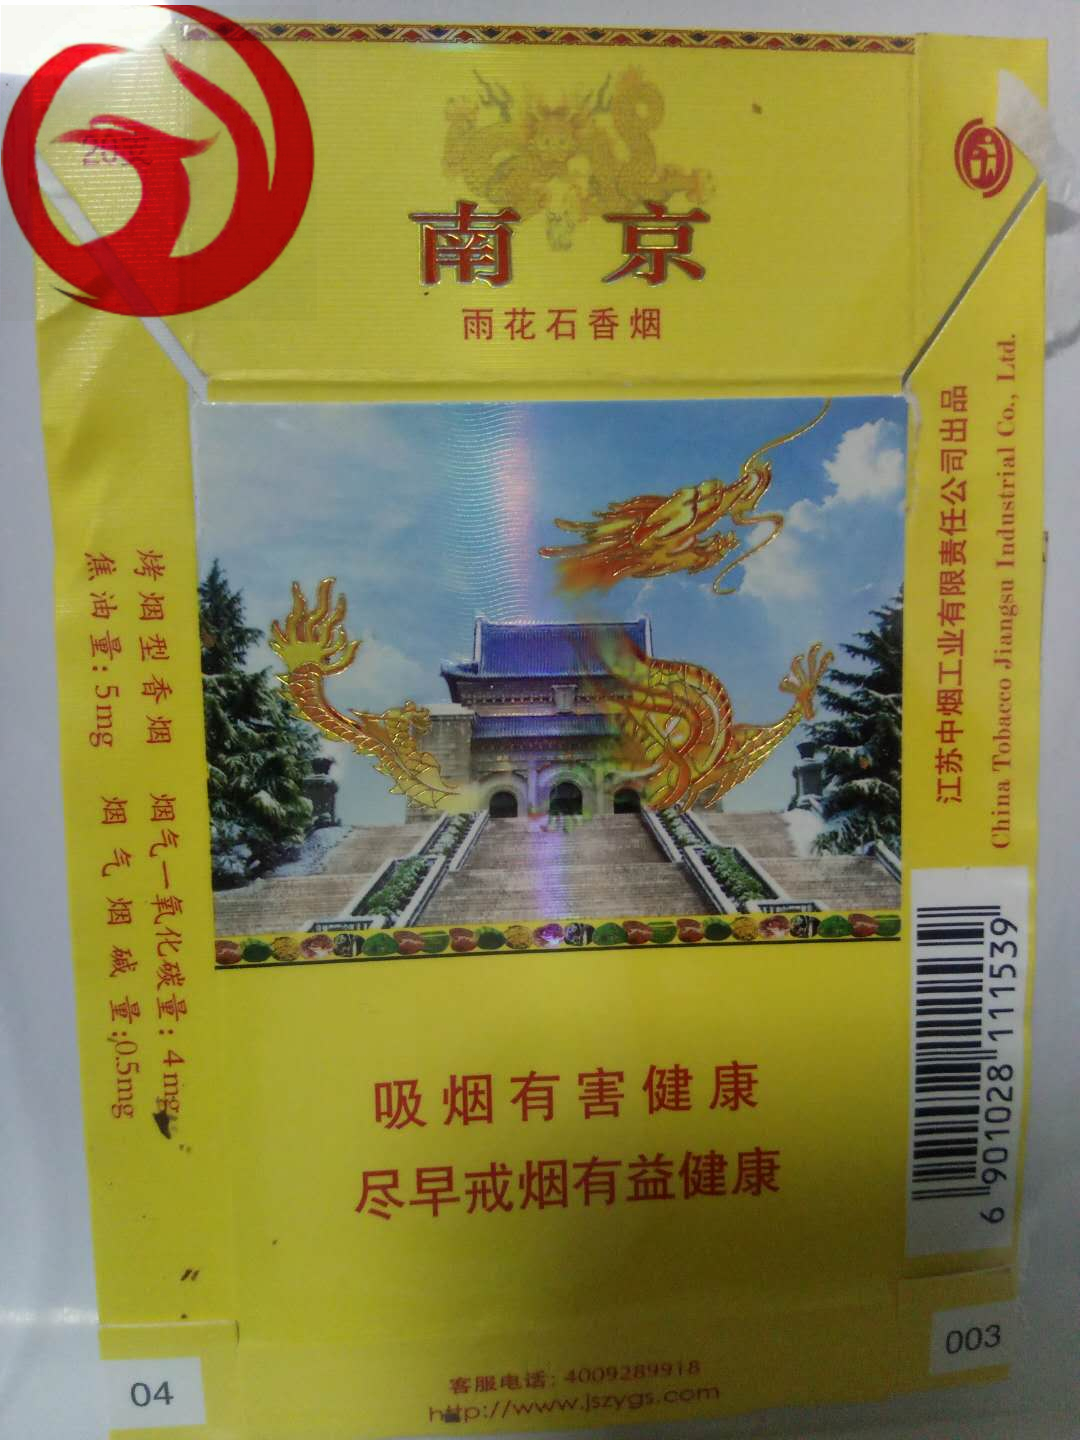 南京
雨花石香烟
烤烟型香烟 烟气一氧化碳量: 4mg
焦油量: 5mg 烟气烟碱量: 0.5mg
江苏中烟工业有限责任公司出品
China Tobacco Jiangsu Industrial Co., Ltd.
6 901028 111539
吸烟有害健康
尽早戒烟有益健康
客服电话: 4009289918
http://www.jszygs.com
04
003